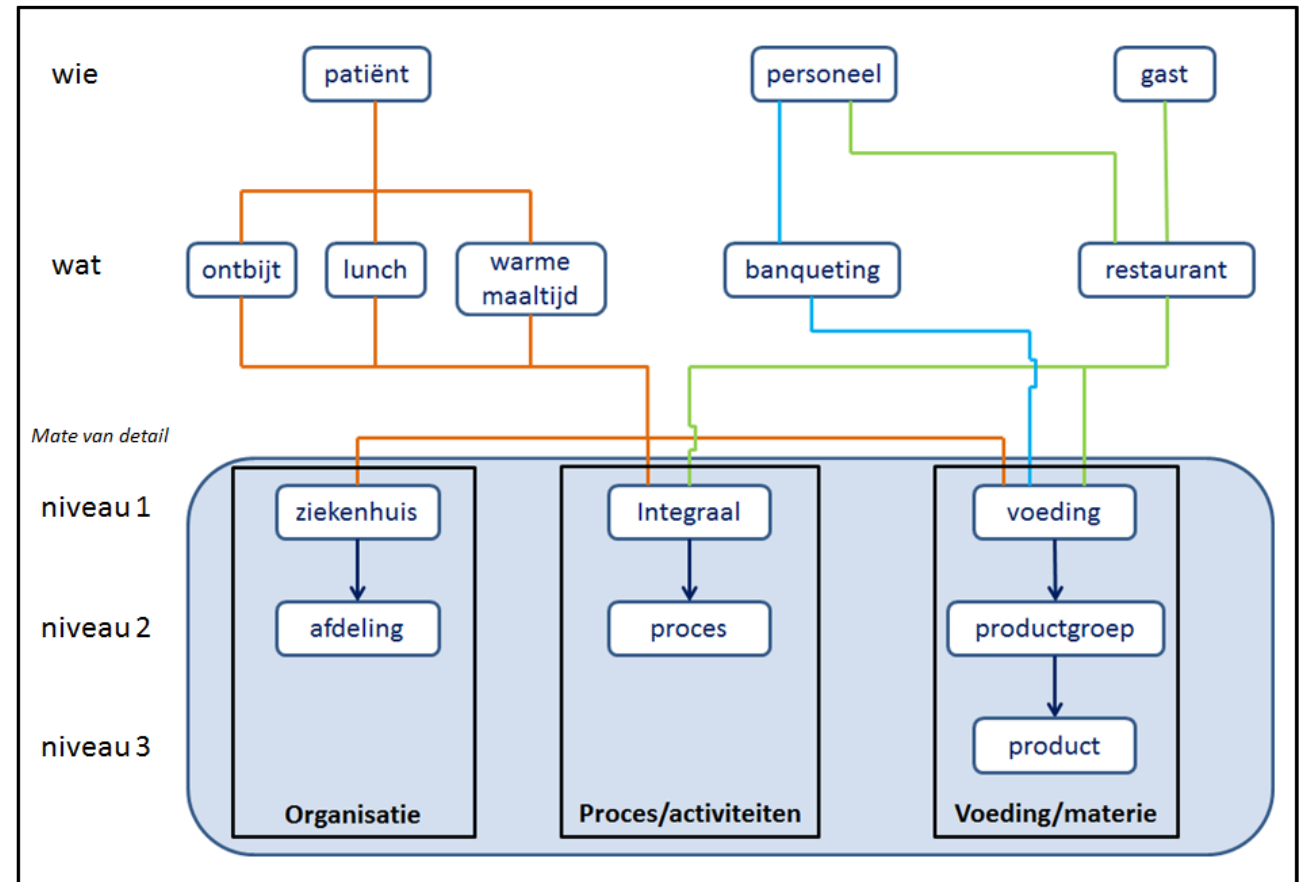 wie
patiënt
personeel
gast
wat
ontbijt
lunch
warme
maaltijd
banqueting
restaurant
Mate van detail
niveau 1
ziekenhuis
Integraal
voeding
niveau 2
afdeling
proces
productgroep
niveau 3
product
Organisatie
Proces/activiteiten
Voeding/materie